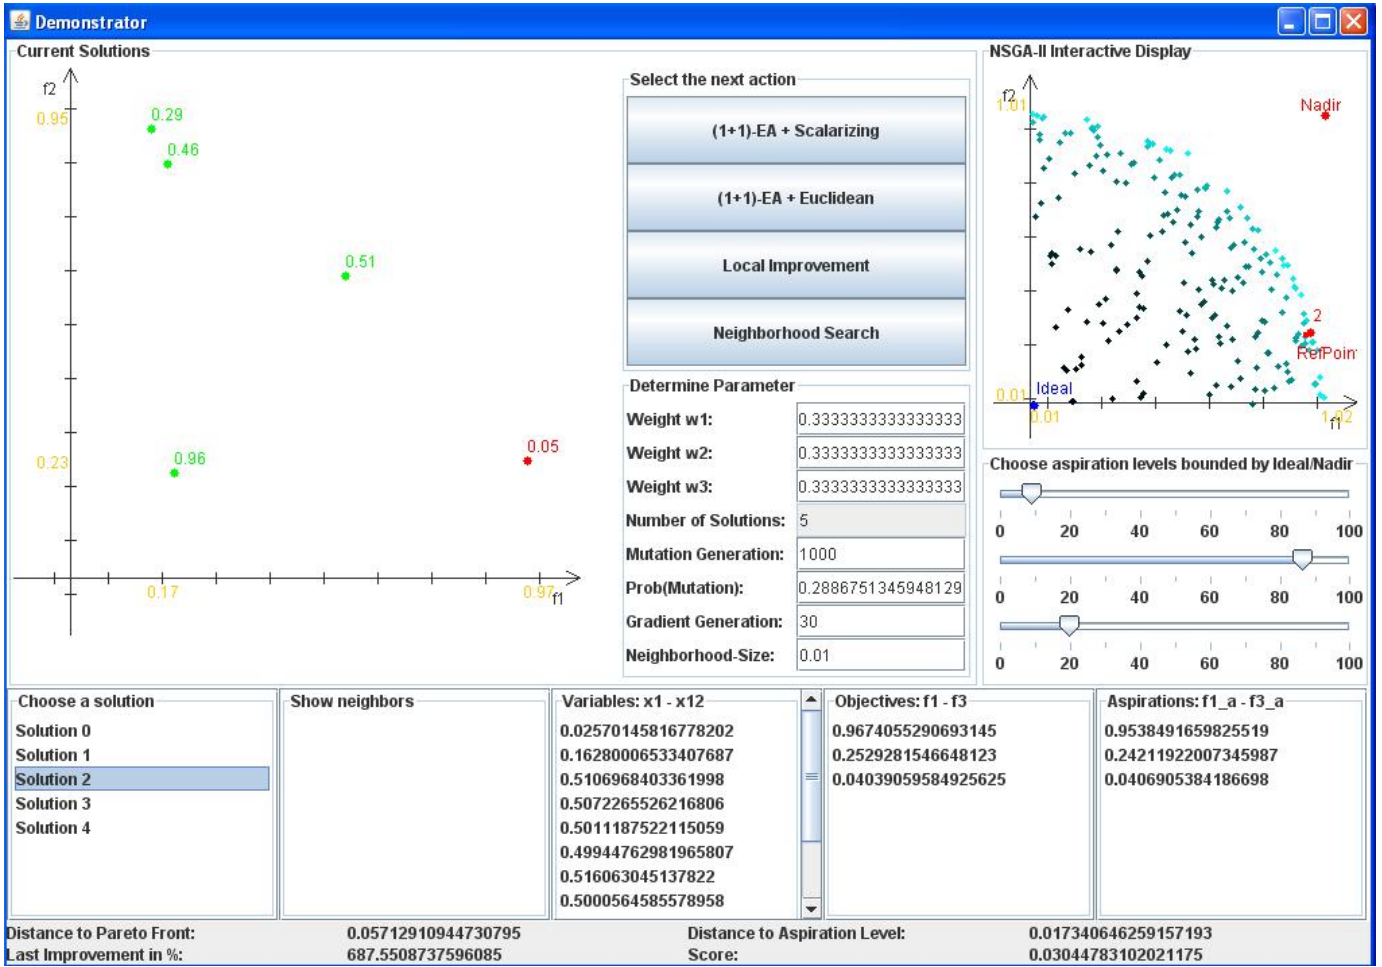 Demonstrator
Current Solutions
f2
0.95
0.29
0.46
0.51
0.05
0.96
0.23
0.17
0.97
f1
Select the next action
(1+1)-EA + Scalarizing
(1+1)-EA + Euclidean
Local Improvement
Neighborhood Search
Determine Parameter
Weight w1: 0.3333333333333333
Weight w2: 0.3333333333333333
Weight w3: 0.3333333333333333
Number of Solutions: 5
Mutation Generation: 1000
Prob(Mutation): 0.2886751345948129
Gradient Generation: 30
Neighborhood-Size: 0.01
NSGA-II Interactive Display
f2
1.01
Nadir
2
RefPoin
Ideal
0.01
0.01
1.02
f1
Choose aspiration levels bounded by Ideal/Nadir
0 20 40 60 80 100
0 20 40 60 80 100
0 20 40 60 80 100
Choose a solution
Solution 0
Solution 1
Solution 2
Solution 3
Solution 4
Show neighbors
Variables: x1 - x12
0.02570145816778202
0.16280006533407687
0.5106968403361998
0.5072265526216806
0.5011187522115059
0.49944762981965807
0.516063045137822
0.5000564585578958
Objectives: f1 - f3
0.9674055290693145
0.2529281546648123
0.04039059584925625
Aspirations: f1_a - f3_a
0.9538491659825519
0.24211922007345987
0.0406905384186698
Distance to Pareto Front: 0.05712910944730795
Distance to Aspiration Level: 0.017340646259157193
Last Improvement in %: 687.5508737596085
Score: 0.03044783102021175